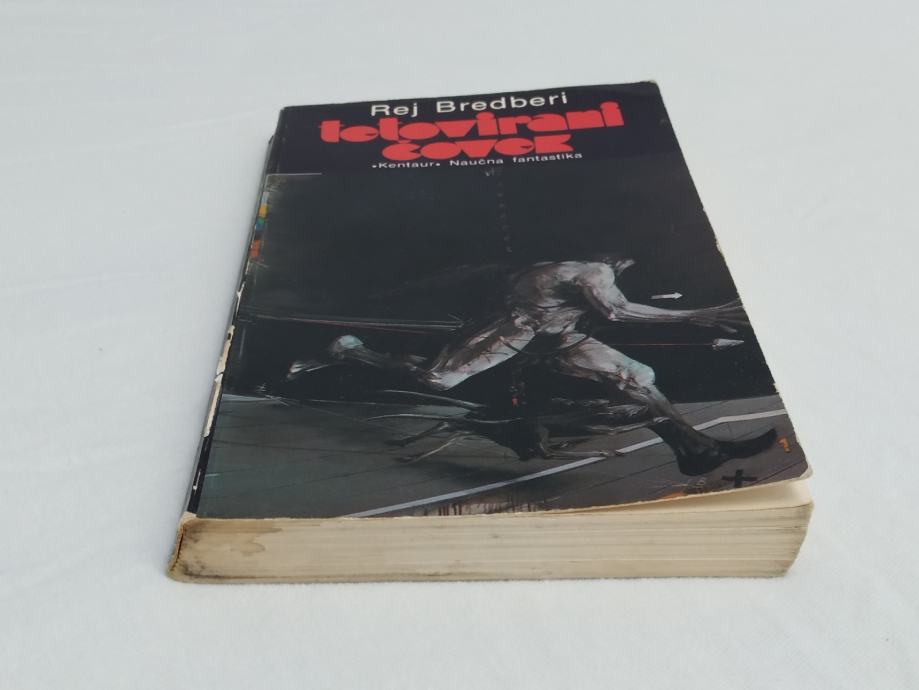 Rej Bredberi
tetovirani
čovek
•Kentaur• Naučna fantastika